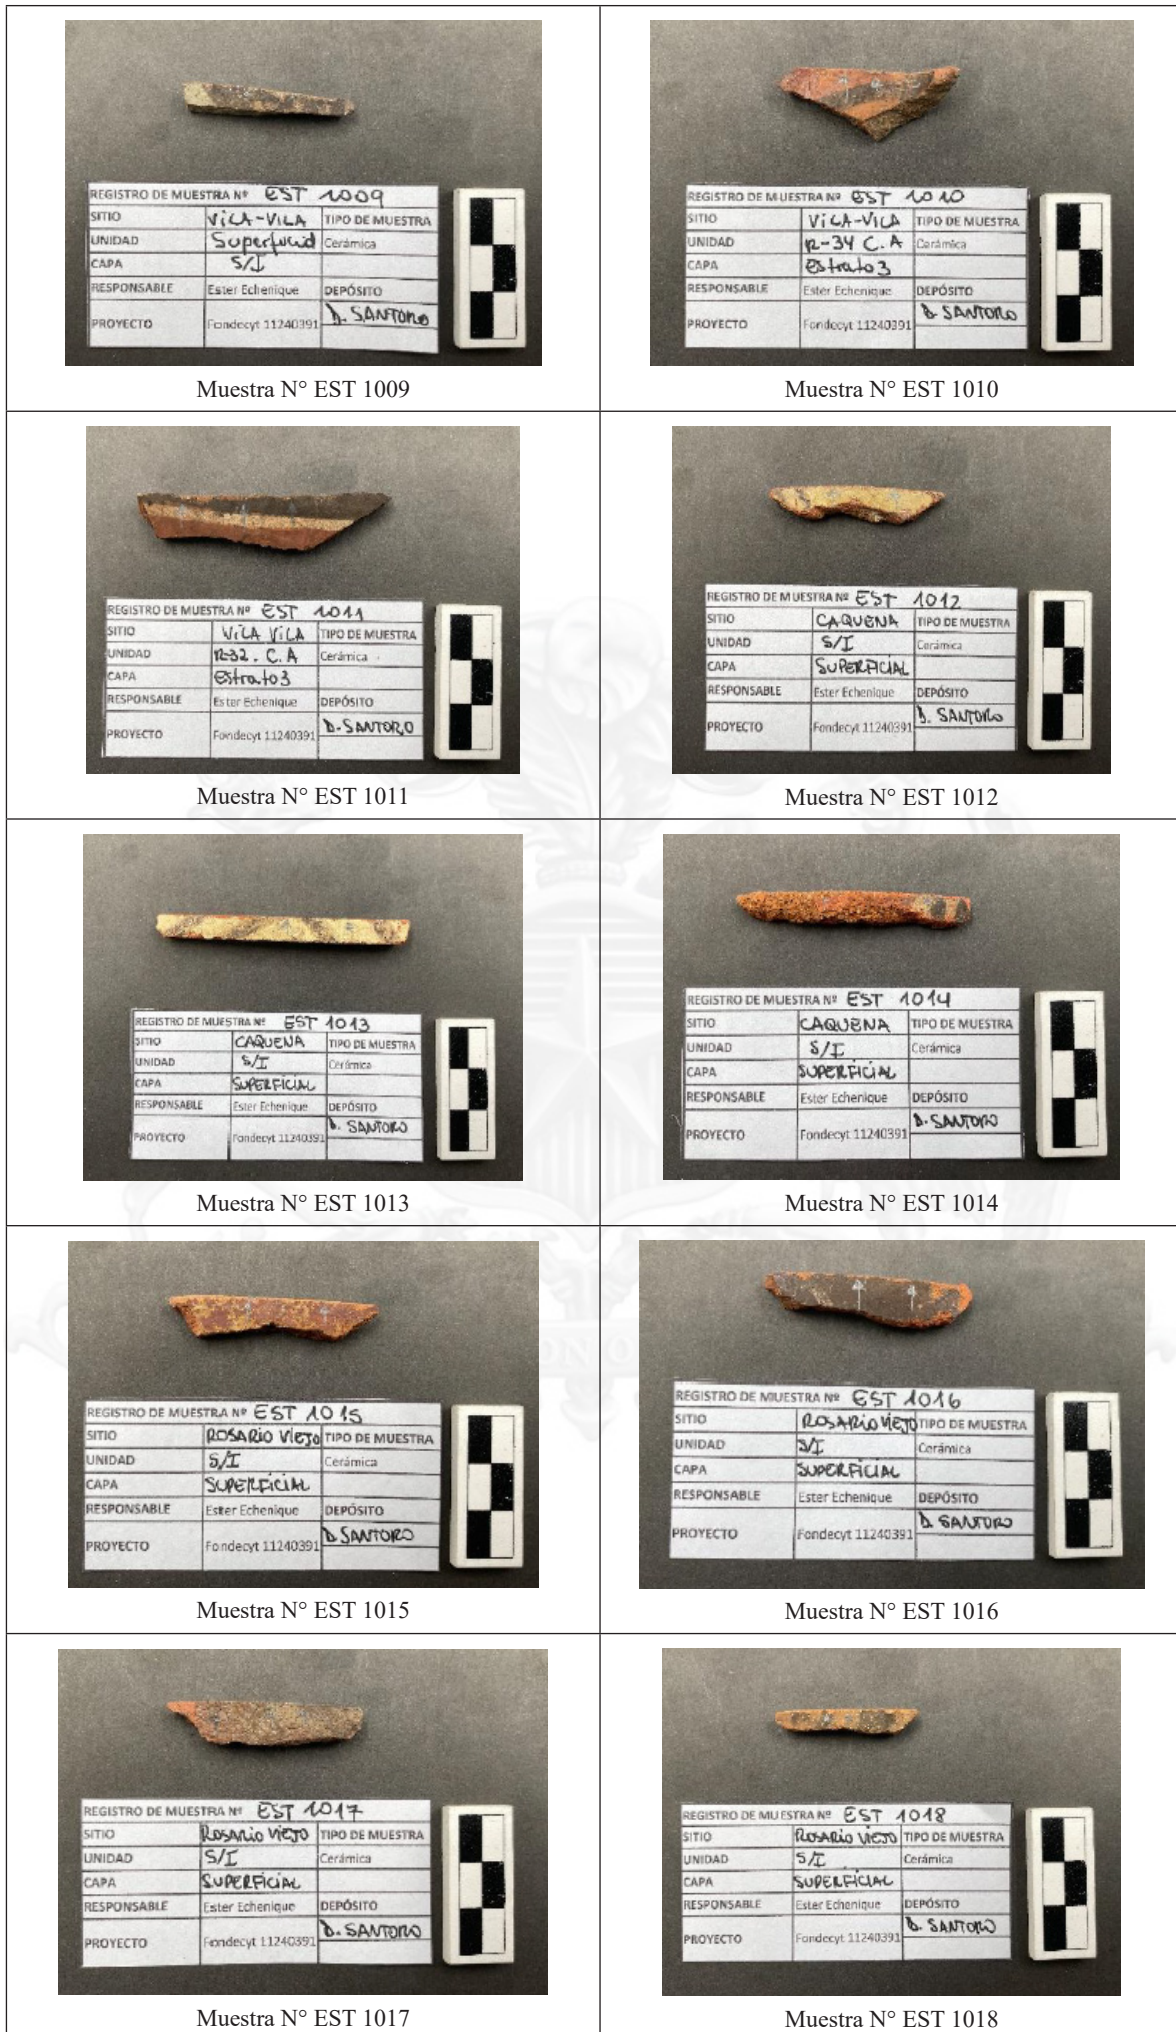 REGISTRO DE MUESTRA Nº EST 1009
SITIO VILA-VILA TIPO DE MUESTRA
UNIDAD Superficial Cerámica
CAPA S/I
RESPONSABLE Ester Echenique DEPÓSITO
D. SANTORO
PROYECTO Fondecyt 11240391
Muestra N° EST 1009
REGISTRO DE MUESTRA Nº EST 1010
SITIO VILA-VILA TIPO DE MUESTRA
UNIDAD R-34 C.A Cerámica
CAPA Estrato 3
RESPONSABLE Ester Echenique DEPÓSITO
D. SANTORO
PROYECTO Fondecyt 11240391
Muestra N° EST 1010
REGISTRO DE MUESTRA Nº EST 1011
SITIO VILA VILA TIPO DE MUESTRA
UNIDAD R-32. C.A Cerámica
CAPA Estrato 3
RESPONSABLE Ester Echenique DEPÓSITO
D. SANTORO
PROYECTO Fondecyt 11240391
Muestra N° EST 1011
REGISTRO DE MUESTRA Nº EST 1012
SITIO CAQUENA TIPO DE MUESTRA
UNIDAD S/I Cerámica
CAPA SUPERFICIAL
RESPONSABLE Ester Echenique DEPÓSITO
D. SANTORO
PROYECTO Fondecyt 11240391
Muestra N° EST 1012
REGISTRO DE MUESTRA Nº EST 1013
SITIO CAQUENA TIPO DE MUESTRA
UNIDAD S/I Cerámica
CAPA SUPERFICIAL
RESPONSABLE Ester Echenique DEPÓSITO
D. SANTORO
PROYECTO Fondecyt 11240391
Muestra N° EST 1013
REGISTRO DE MUESTRA Nº EST 1014
SITIO CAQUENA TIPO DE MUESTRA
UNIDAD S/I Cerámica
CAPA SUPERFICIAL
RESPONSABLE Ester Echenique DEPÓSITO
D. SANTORO
PROYECTO Fondecyt 11240391
Muestra N° EST 1014
REGISTRO DE MUESTRA Nº EST 1015
SITIO ROSARIO VIEJO TIPO DE MUESTRA
UNIDAD S/I Cerámica
CAPA SUPERFICIAL
RESPONSABLE Ester Echenique DEPÓSITO
D. SANTORO
PROYECTO Fondecyt 11240391
Muestra N° EST 1015
REGISTRO DE MUESTRA Nº EST 1016
SITIO ROSARIO VIEJO TIPO DE MUESTRA
UNIDAD S/I Cerámica
CAPA SUPERFICIAL
RESPONSABLE Ester Echenique DEPÓSITO
D. SANTORO
PROYECTO Fondecyt 11240391
Muestra N° EST 1016
REGISTRO DE MUESTRA Nº EST 1017
SITIO ROSARIO VIEJO TIPO DE MUESTRA
UNIDAD S/I Cerámica
CAPA SUPERFICIAL
RESPONSABLE Ester Echenique DEPÓSITO
D. SANTORO
PROYECTO Fondecyt 11240391
Muestra N° EST 1017
REGISTRO DE MUESTRA Nº EST 1018
SITIO ROSARIO VIEJO TIPO DE MUESTRA
UNIDAD S/I Cerámica
CAPA SUPERFICIAL
RESPONSABLE Ester Echenique DEPÓSITO
D. SANTORO
PROYECTO Fondecyt 11240391
Muestra N° EST 1018